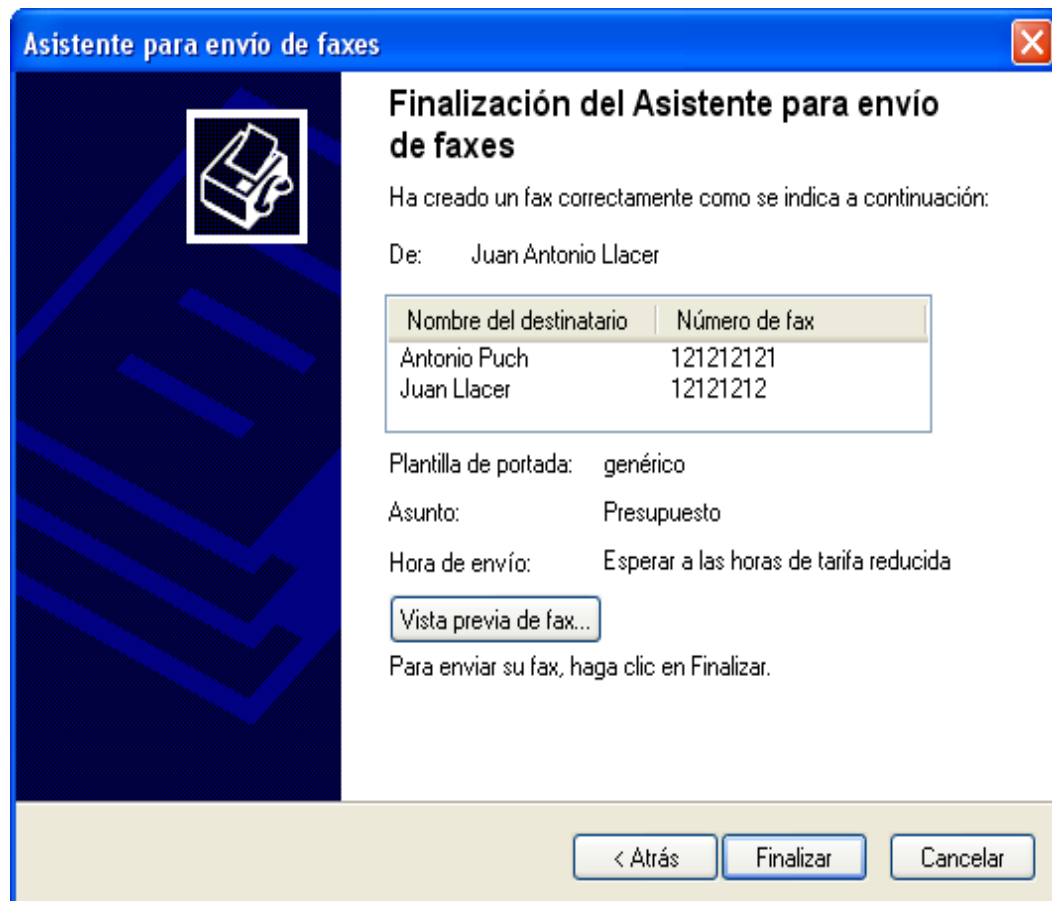 Asistente para envío de faxes
Finalización del Asistente para envío
de faxes
Ha creado un fax correctamente como se indica a continuación:
De: Juan Antonio Llacer
Nombre del destinatario Número de fax
Antonio Puch 121212121
Juan Llacer 12121212
Plantilla de portada: genérico
Asunto: Presupuesto
Hora de envío: Esperar a las horas de tarifa reducida
Vista previa de fax...
Para enviar su fax, haga clic en Finalizar.
< Atrás Finalizar Cancelar